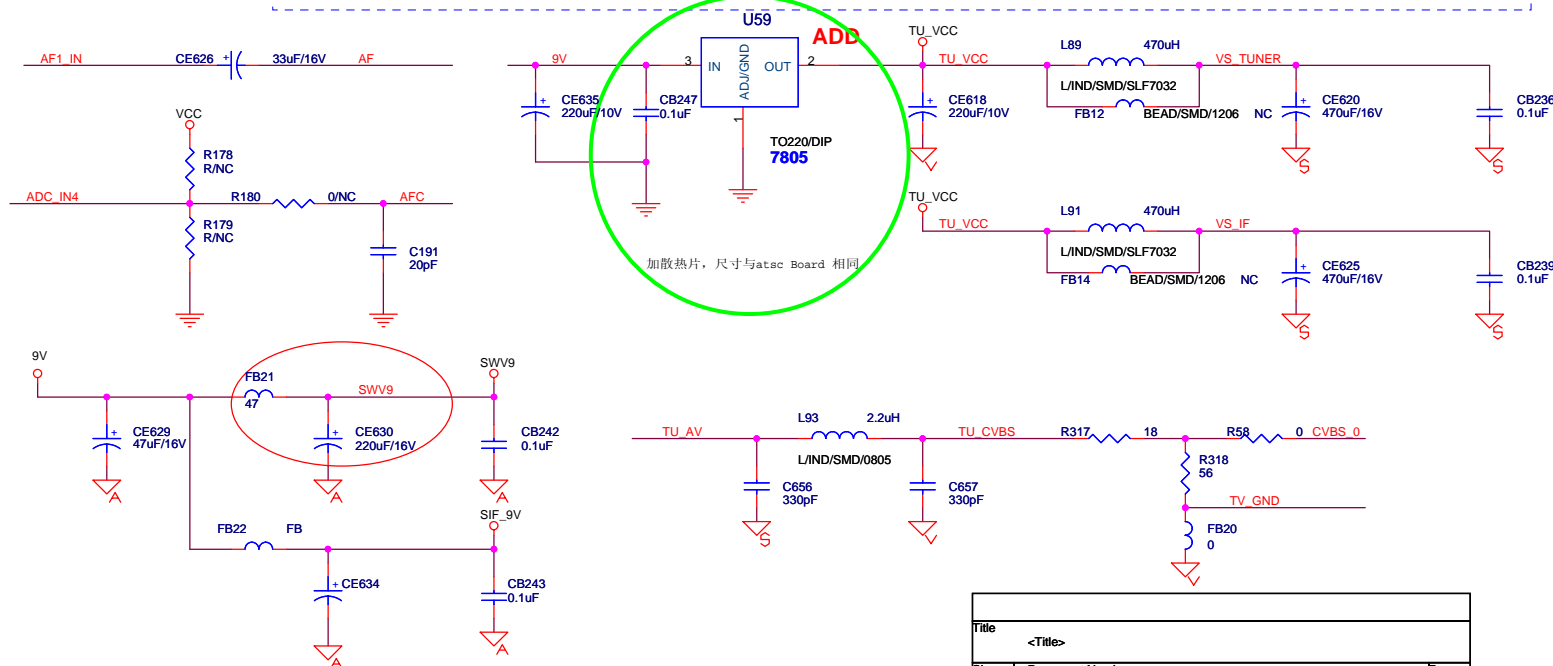 U59
ADD
TU_VCC
AF1_IN
CE626
+
33uF/16V
AF
9V
3
IN
ADJ/GND
OUT
2
1
TU_VCC
L89
470uH
VS_TUNER
L/IND/SMD/SLF7032
FB12
BEAD/SMD/1206
NC
+
CE635
220uF/10V
CB247
0.1uF
+
CE618
220uF/10V
+
CE620
470uF/16V
CB236
0.1uF
TO220/DIP
7805
V
S
S
VCC
R178
R/NC
ADC_IN4
R180
0/NC
AFC
R179
R/NC
C191
20pF
加散热片，尺寸与atsc Board 相同
TU_VCC
TU_VCC
L91
470uH
VS_IF
L/IND/SMD/SLF7032
FB14
BEAD/SMD/1206
NC
+
CE625
470uF/16V
CB239
0.1uF
S
S
9V
FB21
47
SWV9
SWV9
+
CE629
47uF/16V
+
CE630
220uF/16V
CB242
0.1uF
A
A
A
FB22
FB
SIF_9V
+
CE634
CB243
0.1uF
A
A
TU_AV
L93
2.2uH
L/IND/SMD/0805
TU_CVBS
R317
18
R58
0
CVBS_0
C656
330pF
C657
330pF
R318
56
TV_GND
FB20
0
S
V
V
Title
<Title>